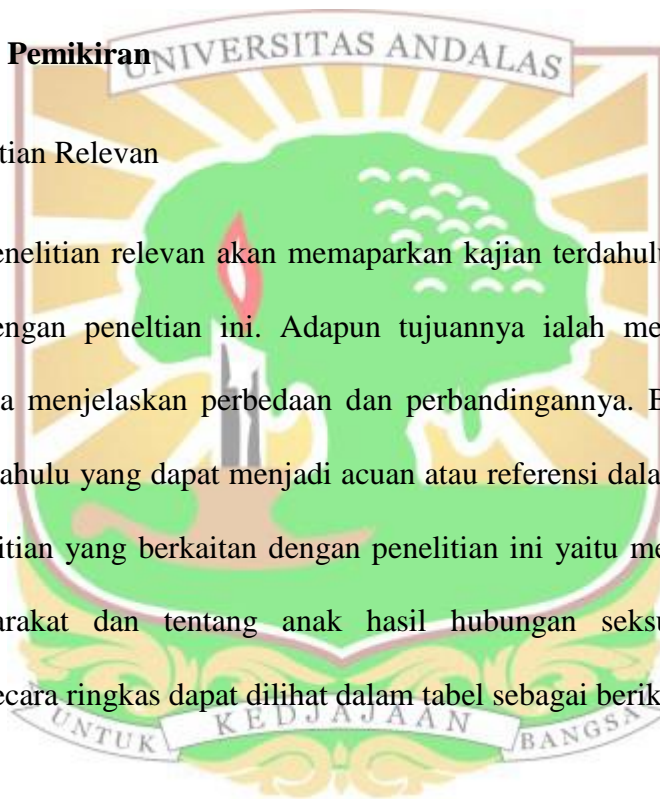 UNIVERSITAS ANDALAS
Pemikiran
tian Relevan
enelitian relevan akan memaparkan kajian terdahulu
engan peneltian ini. Adapun tujuannya ialah me
a menjelaskan perbedaan dan perbandingannya. B
ahulu yang dapat menjadi acuan atau referensi dala
itian yang berkaitan dengan penelitian ini yaitu me
arakat dan tentang anak hasil hubungan seksu
ecara ringkas dapat dilihat dalam tabel sebagai berik
UNTUK KEDJAJAAN BANGSA